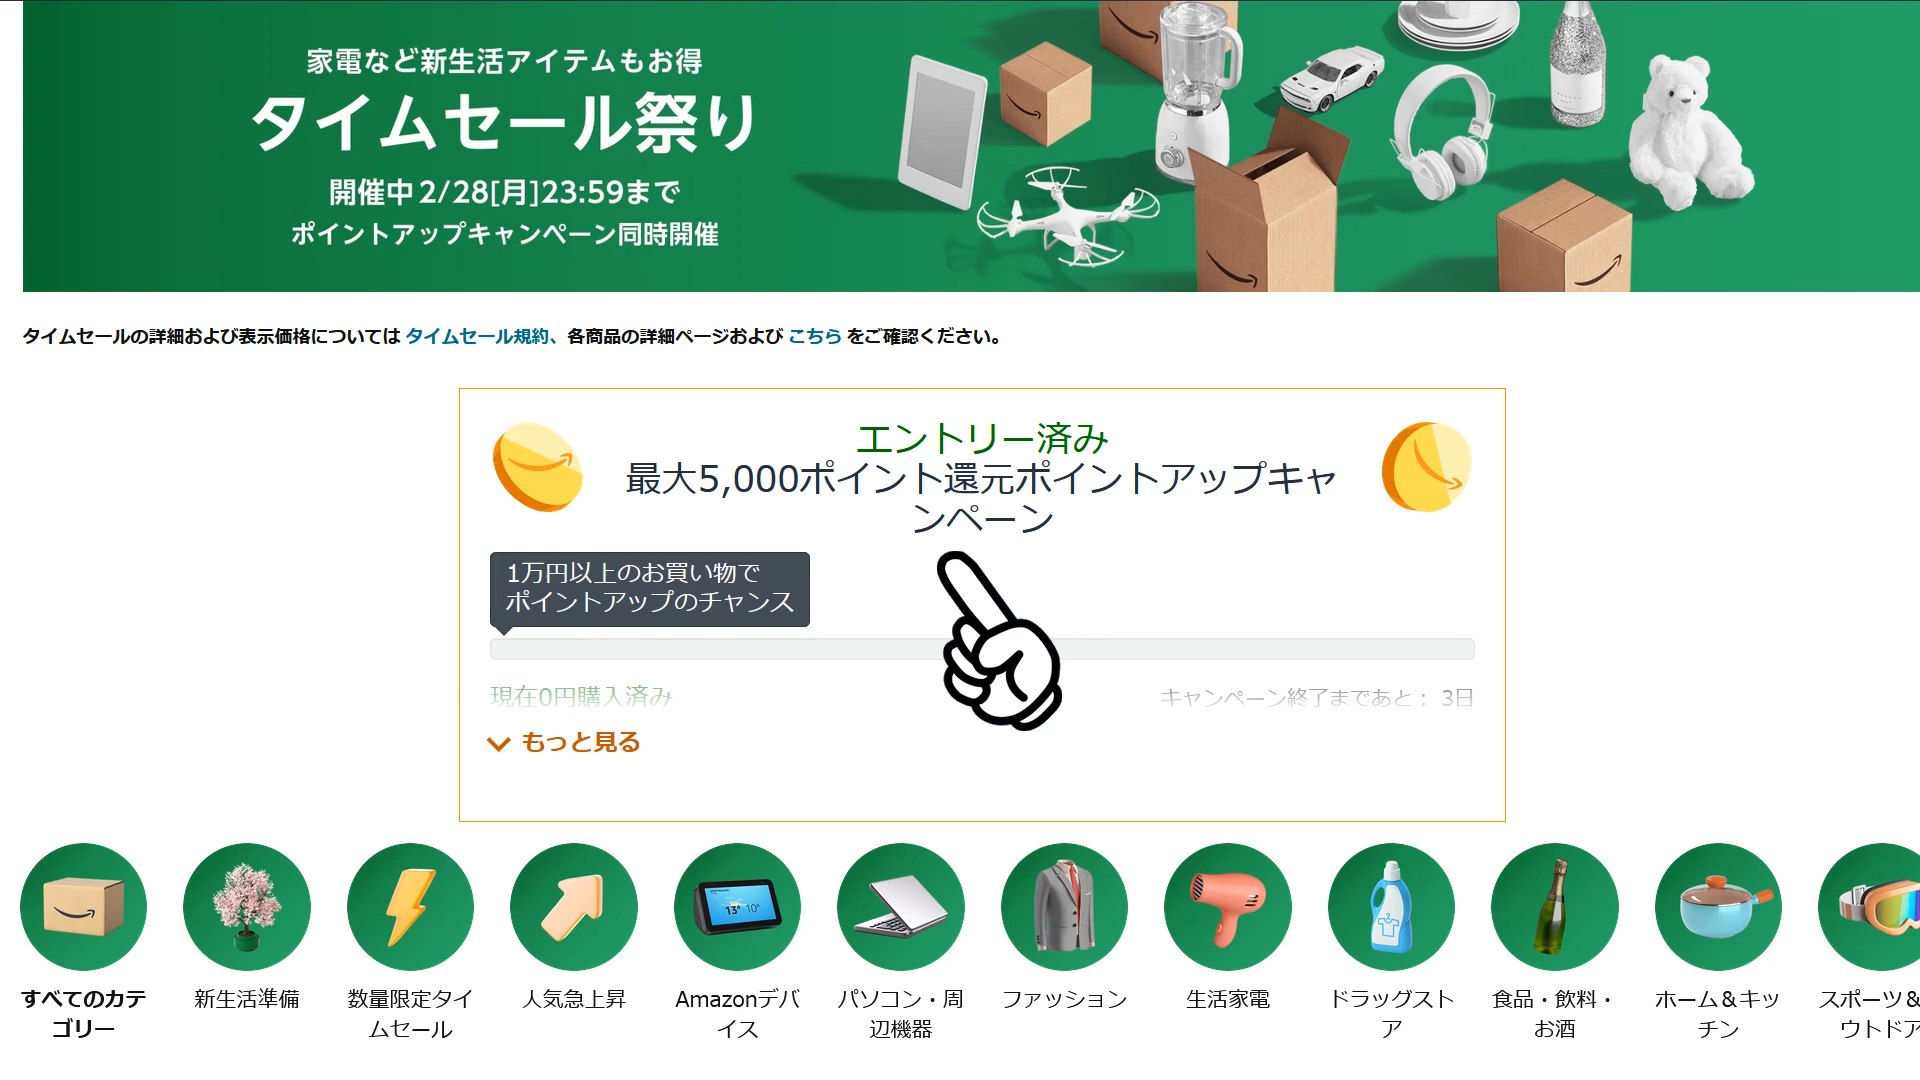 家電など新生活アイテムもお得
タイムセール祭り
開催中 2/28[月]23:59まで
ポイントアップキャンペーン同時開催
タイムセールの詳細および表示価格については タイムセール規約、各商品の詳細ページおよび こちら をご確認ください。
エントリー済み
最大5,000ポイント還元ポイントアップキャ
ンペーン
1万円以上のお買い物で
ポイントアップのチャンス
現在0円購入済み
キャンペーン終了まであと： 3日
もっと見る
すべてのカテ
ゴリー
新生活準備
数量限定タイ
ムセール
人気急上昇
Amazonデバ
イス
パソコン・周
辺機器
ファッション
生活家電
ドラッグスト
ア
食品・飲料・
お酒
ホーム＆キッ
チン
スポーツ＆
ウトドア
13° 10°